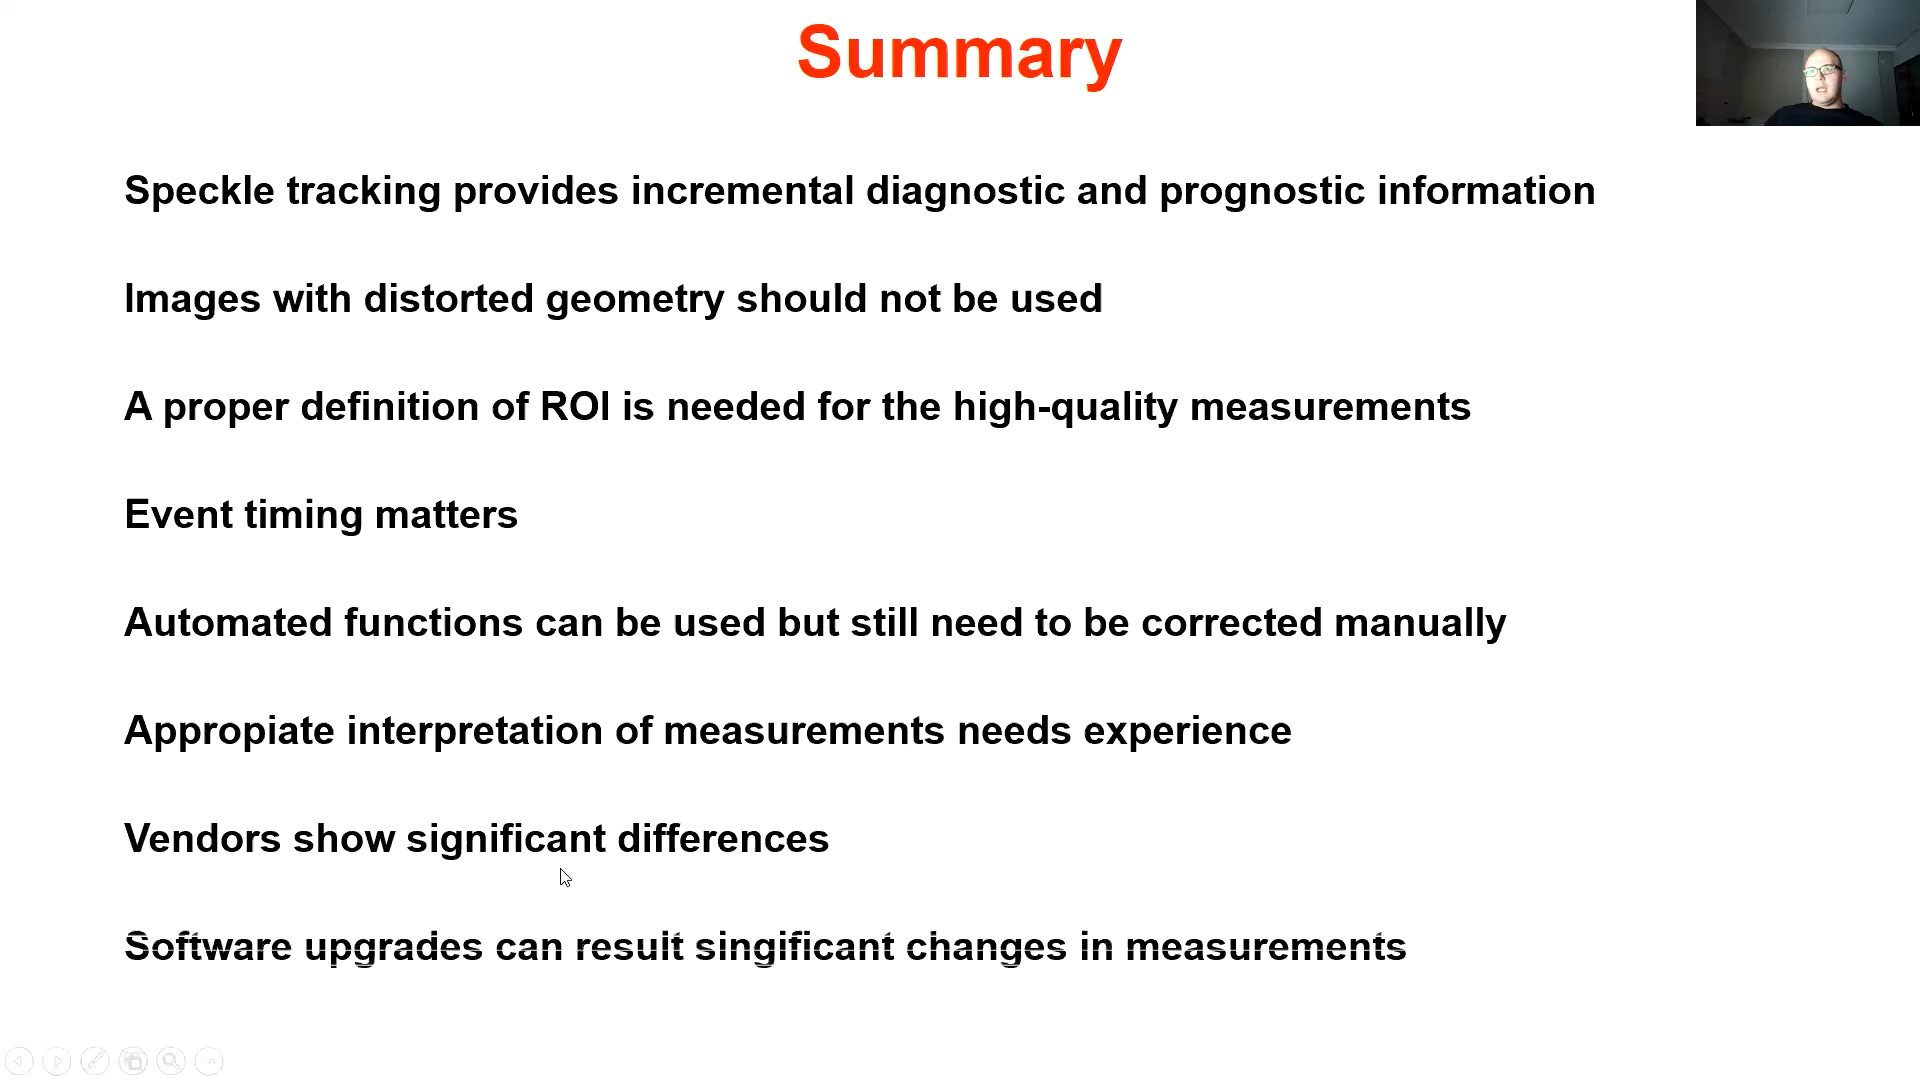 Summary
Speckle tracking provides incremental diagnostic and prognostic information
Images with distorted geometry should not be used
A proper definition of ROI is needed for the high-quality measurements
Event timing matters
Automated functions can be used but still need to be corrected manually
Appropiate interpretation of measurements needs experience
Vendors show significant differences
Software upgrades can result singificant changes in measurements